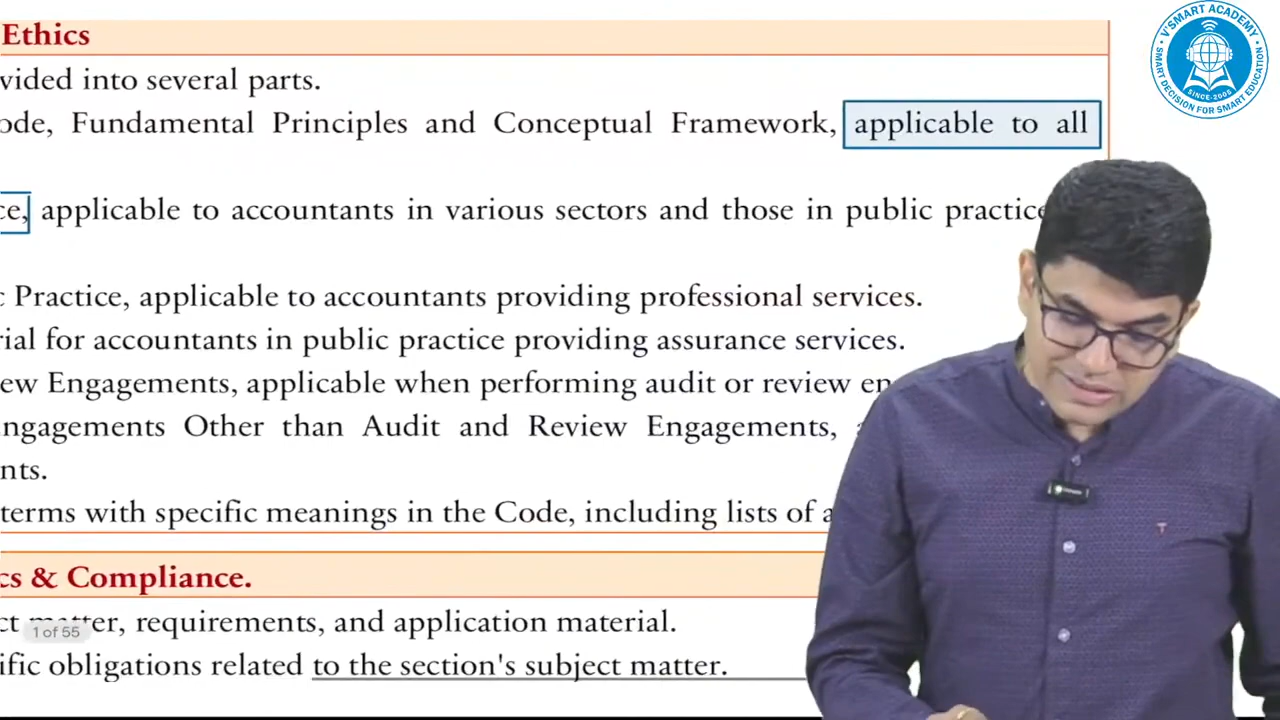 Ethics
vided into several parts.
ode, Fundamental Principles and Conceptual Framework, applicable to all
ce, applicable to accountants in various sectors and those in public practice
c Practice, applicable to accountants providing professional services.
rial for accountants in public practice providing assurance services.
ew Engagements, applicable when performing audit or review en
ngagements Other than Audit and Review Engagements,
nts.
terms with specific meanings in the Code, including lists of a
cs & Compliance.
ct matter, requirements, and application material.
1 of 55
ific obligations related to the section's subject matter.
V'SMART ACADEMY
SINCE-2005
SMART DECISION FOR SMART EDUCATION